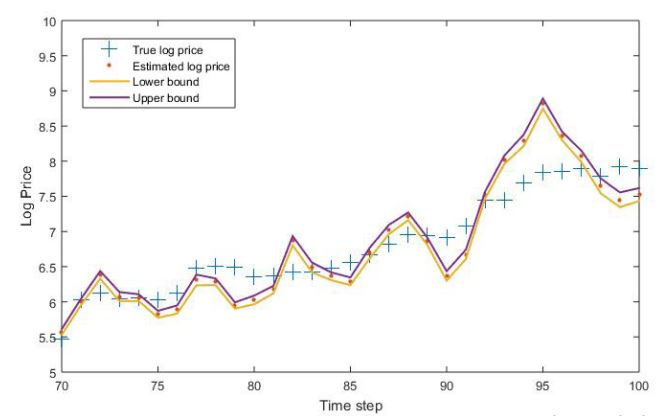 10
9.5
9
8.5
8
7.5
7
6.5
6
5.5
5
Log Price
True log price
Estimated log price
Lower bound
Upper bound
70 75 80 85 90 95 100
Time step